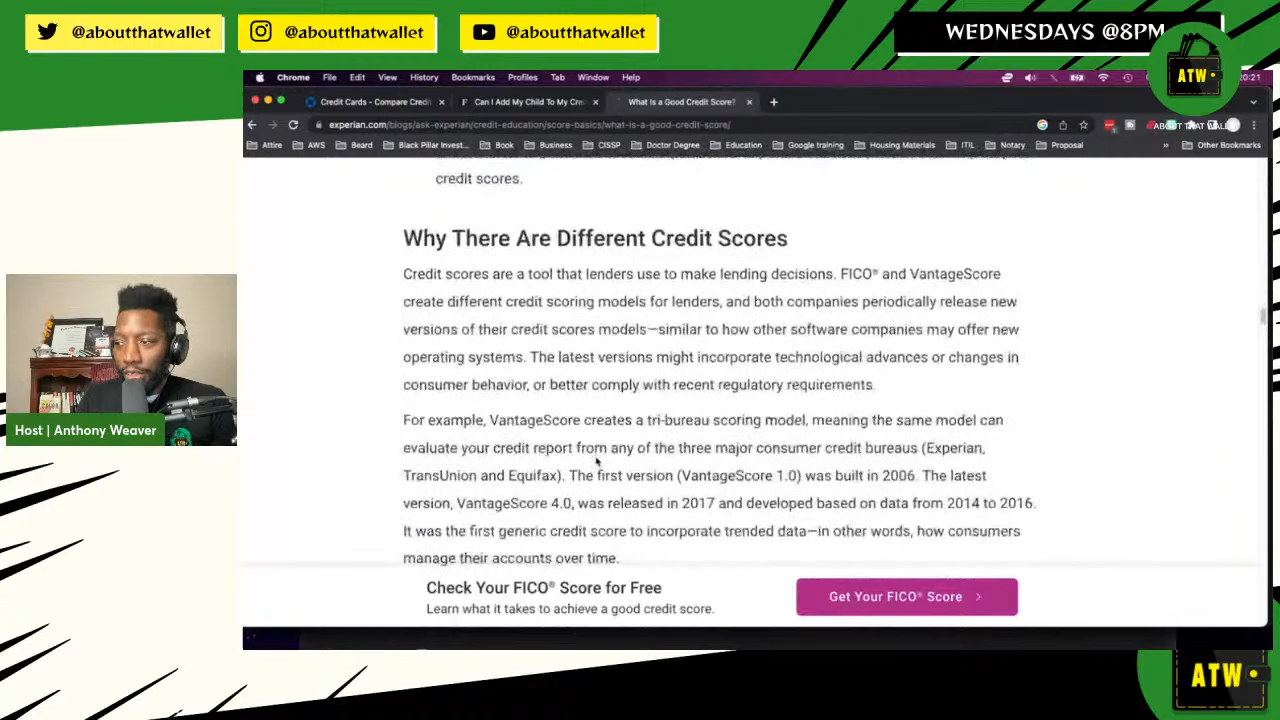 @aboutthatwallet
@aboutthatwallet
@aboutthatwallet
WEDNESDAYS @8PM
ATW
ABOUT THAT WALLET
Chrome File Edit View History Bookmarks Profiles Tab Window Help
20:21
Credit Cards - Compare Credi
Can I Add My Child To My Cre
What Is a Good Credit Score?
experian.com/blogs/ask-experian/credit-education/score-basics/what-is-a-good-credit-score/
Attire AWS Beard Black Pillar Invest... Book Business CISSP Doctor Degree Education Google training Housing Materials ITIL Notary Proposal » Other Bookmarks
credit scores.
Why There Are Different Credit Scores
Credit scores are a tool that lenders use to make lending decisions. FICO® and VantageScore
create different credit scoring models for lenders, and both companies periodically release new
versions of their credit scores models—similar to how other software companies may offer new
operating systems. The latest versions might incorporate technological advances or changes in
consumer behavior, or better comply with recent regulatory requirements.
For example, VantageScore creates a tri-bureau scoring model, meaning the same model can
evaluate your credit report from any of the three major consumer credit bureaus (Experian,
TransUnion and Equifax). The first version (VantageScore 1.0) was built in 2006. The latest
version, VantageScore 4.0, was released in 2017 and developed based on data from 2014 to 2016.
It was the first generic credit score to incorporate trended data—in other words, how consumers
manage their accounts over time.
Check Your FICO® Score for Free
Learn what it takes to achieve a good credit score.
Get Your FICO® Score
Host | Anthony Weaver
ATW